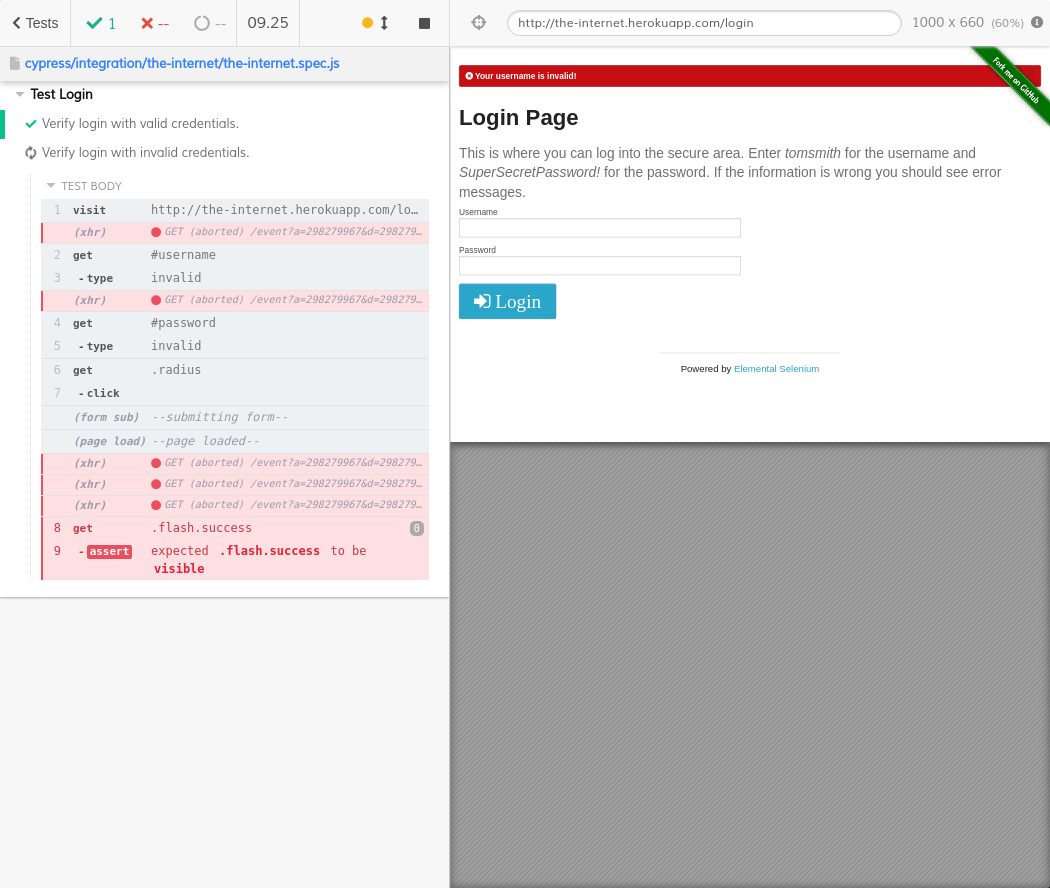 Tests 1 -- -- 09.25
cypress/integration/the-internet/the-internet.spec.js
Test Login
Verify login with valid credentials.
Verify login with invalid credentials.
TEST BODY
1 visit http://the-internet.herokuapp.com/lo…
(xhr) GET (aborted) /event?a=298279967&d=298279…
2 get #username
3 -type invalid
(xhr) GET (aborted) /event?a=298279967&d=298279…
4 get #password
5 -type invalid
6 get .radius
7 -click
(form sub) --submitting form--
(page load) --page loaded--
(xhr) GET (aborted) /event?a=298279967&d=298279…
(xhr) GET (aborted) /event?a=298279967&d=298279…
(xhr) GET (aborted) /event?a=298279967&d=298279…
8 get .flash.success 0
9 -assert expected .flash.success to be
visible
http://the-internet.herokuapp.com/login 1000 x 660 (60%)
Your username is invalid!
Fork me on GitHub
Login Page
This is where you can log into the secure area. Enter tomsmith for the username and
SuperSecretPassword! for the password. If the information is wrong you should see error
messages.
Username
Password
Login
Powered by Elemental Selenium